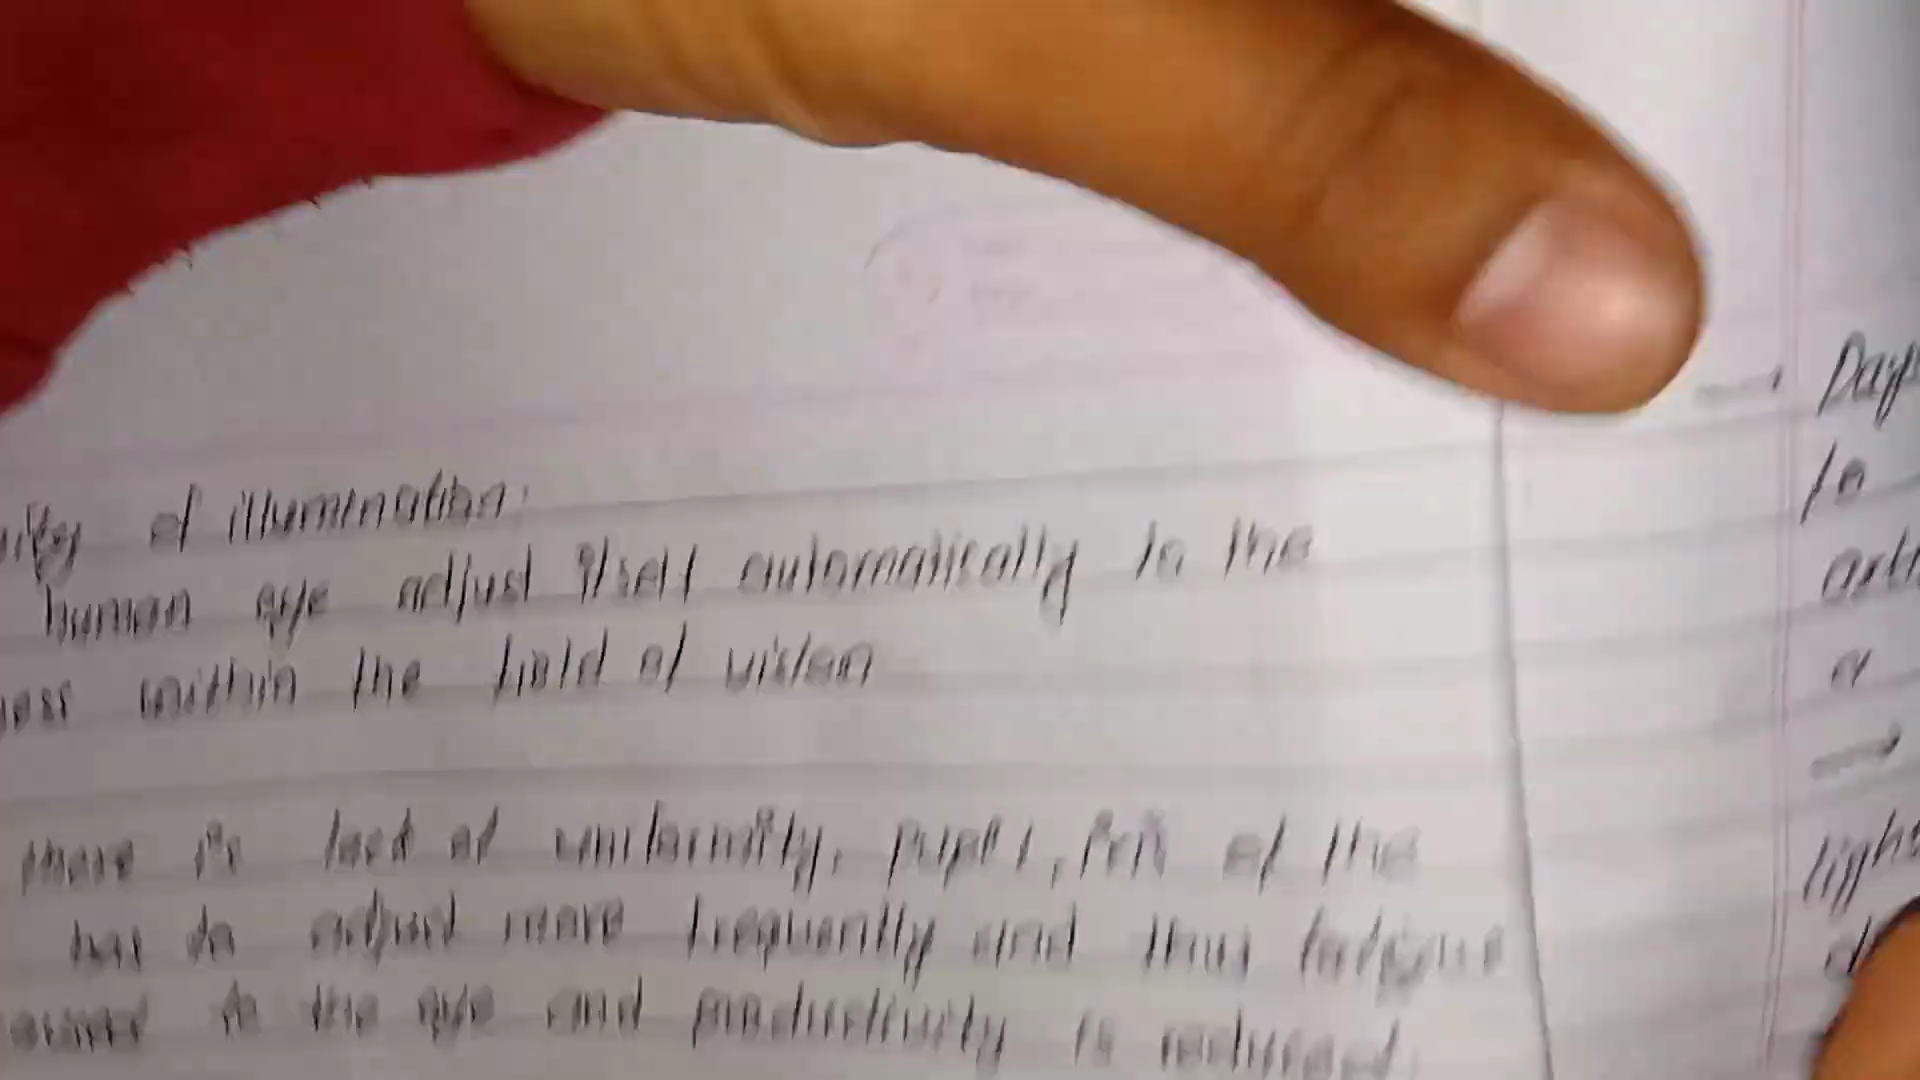 of illumination:
human eye adjust itself automatically to the
within the field of vision
there is lack of uniformity, pupil, iris of the
has to adjust more frequently and thus fatigue
to the eye and productivity is reduced.
to
light